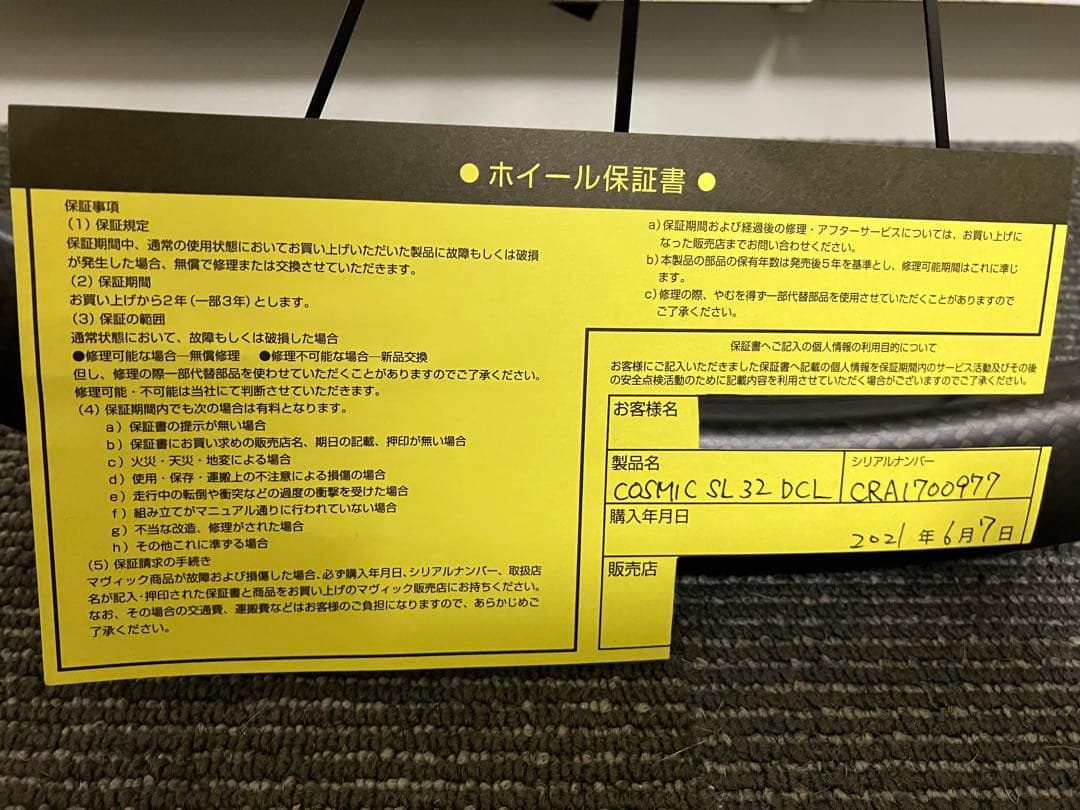 ●ホイール保証書●
保証事項
(1) 保証規定
保証期間中、通常の使用状態においてお買い上げいただいた製品に故障もしくは破損
が発生した場合、無償で修理または交換させていただきます。
(2) 保証期間
お買い上げから2年(一部3年)とします。
(3) 保証の範囲
通常状態において、故障もしくは破損した場合
●修理可能な場合―無償修理 ●修理不可能な場合―新品交換
但し、修理の際一部代替部品を使わせていただくことがありますのでご了承ください。
修理可能・不可能は当社にて判断させていただきます。
(4) 保証期間内でも次の場合は有料となります。
a) 保証書の提示が無い場合
b) 保証書にお買い求めの販売店名、期日の記載、押印が無い場合
c) 火災・天災・地変による場合
d) 使用・保存・運搬上の不注意による損傷の場合
e) 走行中の転倒や衝突などの過度の衝撃を受けた場合
f) 組み立てがマニュアル通りに行われていない場合
g) 不当な改造、修理がされた場合
h) その他これに準ずる場合
(5) 保証請求の手続き
マヴィック商品が故障および損傷した場合、必ず購入年月日、シリアルナンバー、取扱店
名が記入・押印された保証書と商品をお買い上げのマヴィック販売店にお持ちください。
なお、その場合の交通費、運搬費などはお客様のご負担になりますので、あらかじめご
了承ください。
a) 保証期間および経過後の修理・アフターサービスについては、お買い上げに
なった販売店までお問い合わせください。
b) 本製品の部品の保有年数は発売後5年を基準とし、修理可能期間はこれに準じ
ます。
c) 修理の際、やむを得ず一部代替部品を使用させていただくことがありますので
ご了承ください。
保証書へご記入の個人情報の利用目的について
お客様にご記入いただきました保証書へ記載の個人情報を保証期間内のサービス活動及びその後
の安全点検活動のために記載内容を利用させていただく場合がございますのでご了承ください。
お客様名
製品名 シリアルナンバー
COSMIC SL 32 DCL CRA1700977
購入年月日
2021年6月7日
販売店